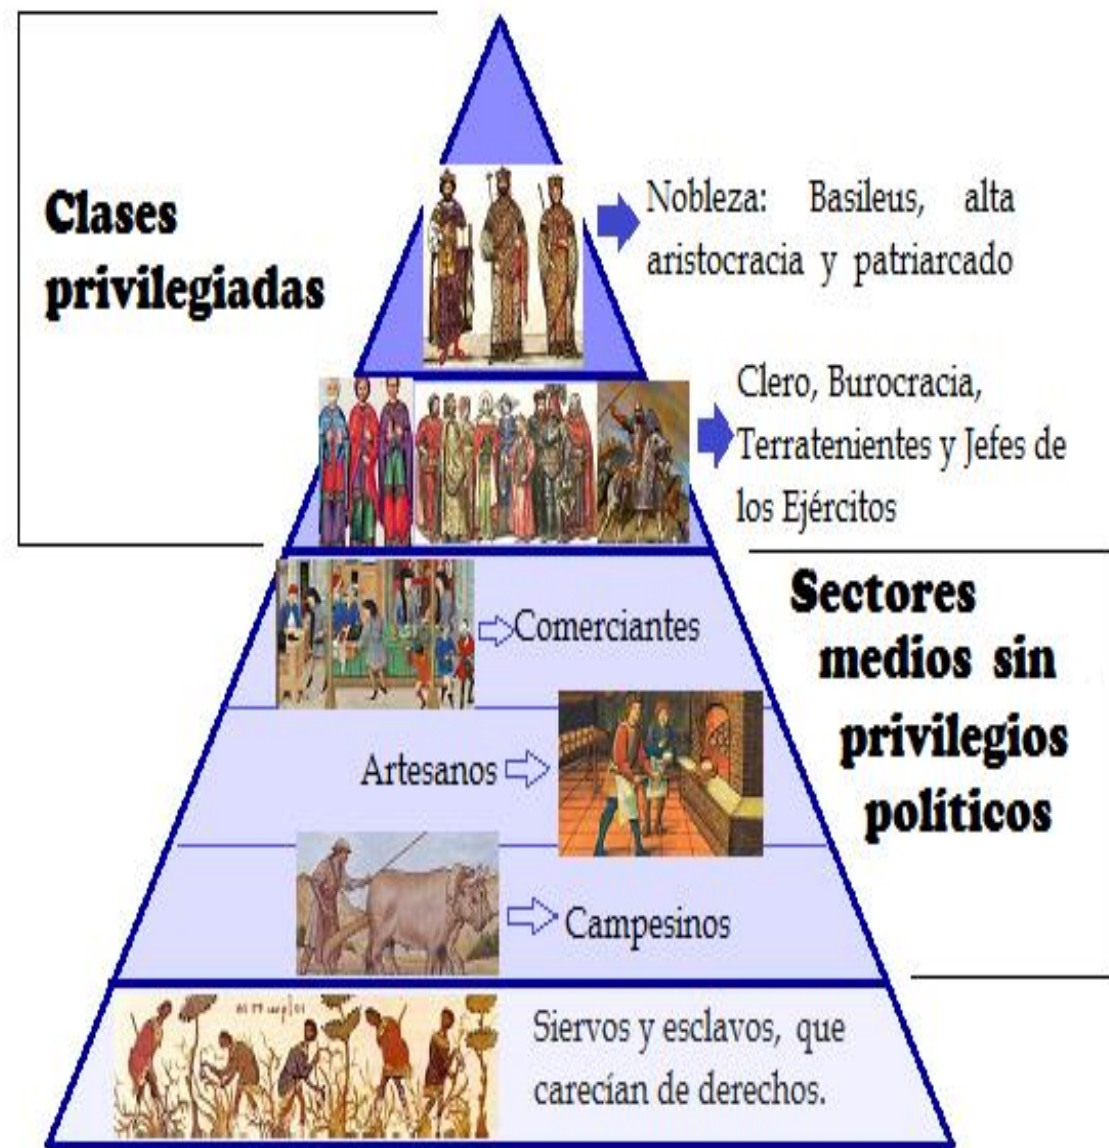 Clases
privilegiadas
Nobleza: Basileus, alta
aristocracia y patriarcado
Clero, Burocracia,
Terratenientes y Jefes de
los Ejércitos
Sectores
medios sin
privilegios
políticos
Comerciantes
Artesanos
Campesinos
Siervos y esclavos, que
carecían de derechos.